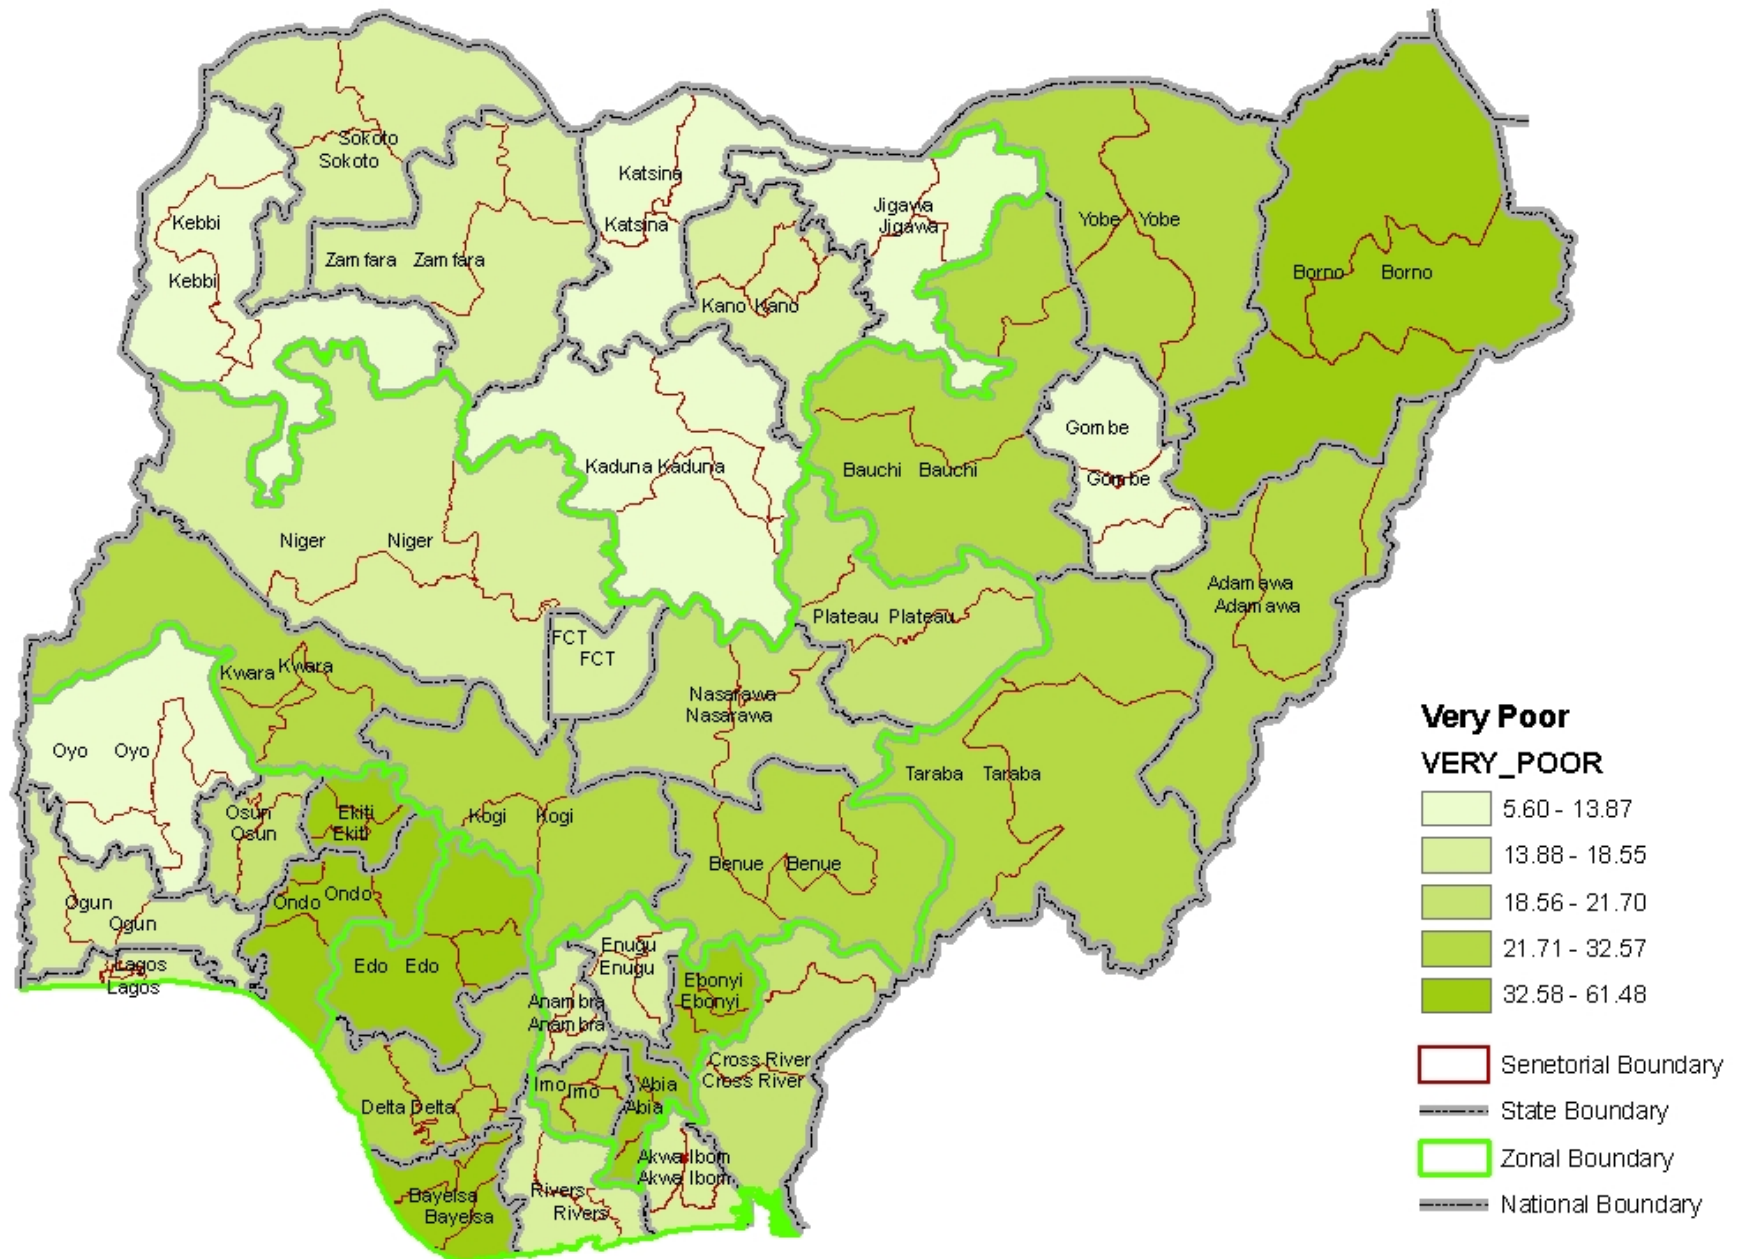 Sokoto
Sokoto
Katsina
Katsina
Kebbi
Kebbi
Zamfara Zamfara
Jigawa
Jigawa
Yobe Yobe
Borno Borno
Kano Kano
Gombe
Gombe
Kaduna Kaduna
Bauchi Bauchi
Niger Niger
Adamawa
Adamawa
Plateau Plateau
FCT
FCT
Kwara Kwara
Nasarawa
Nasarawa
Oyo Oyo
Taraba Taraba
Osun
Osun
Ekiti
Ekiti
Kogi Kogi
Benue Benue
Ondo Ondo
Ogun
Ogun
Lagos
Lagos
Edo Edo
Enugu
Enugu
Ebonyi
Ebonyi
Anambra
Anambra
Cross River
Cross River
Imo Imo
Abia
Abia
Delta Delta
Akwa Ibom
Akwa Ibom
Bayelsa
Bayelsa
Rivers
Rivers
Very Poor
VERY_POOR
5.60 - 13.87
13.88 - 18.55
18.56 - 21.70
21.71 - 32.57
32.58 - 61.48
Senetorial Boundary
State Boundary
Zonal Boundary
National Boundary